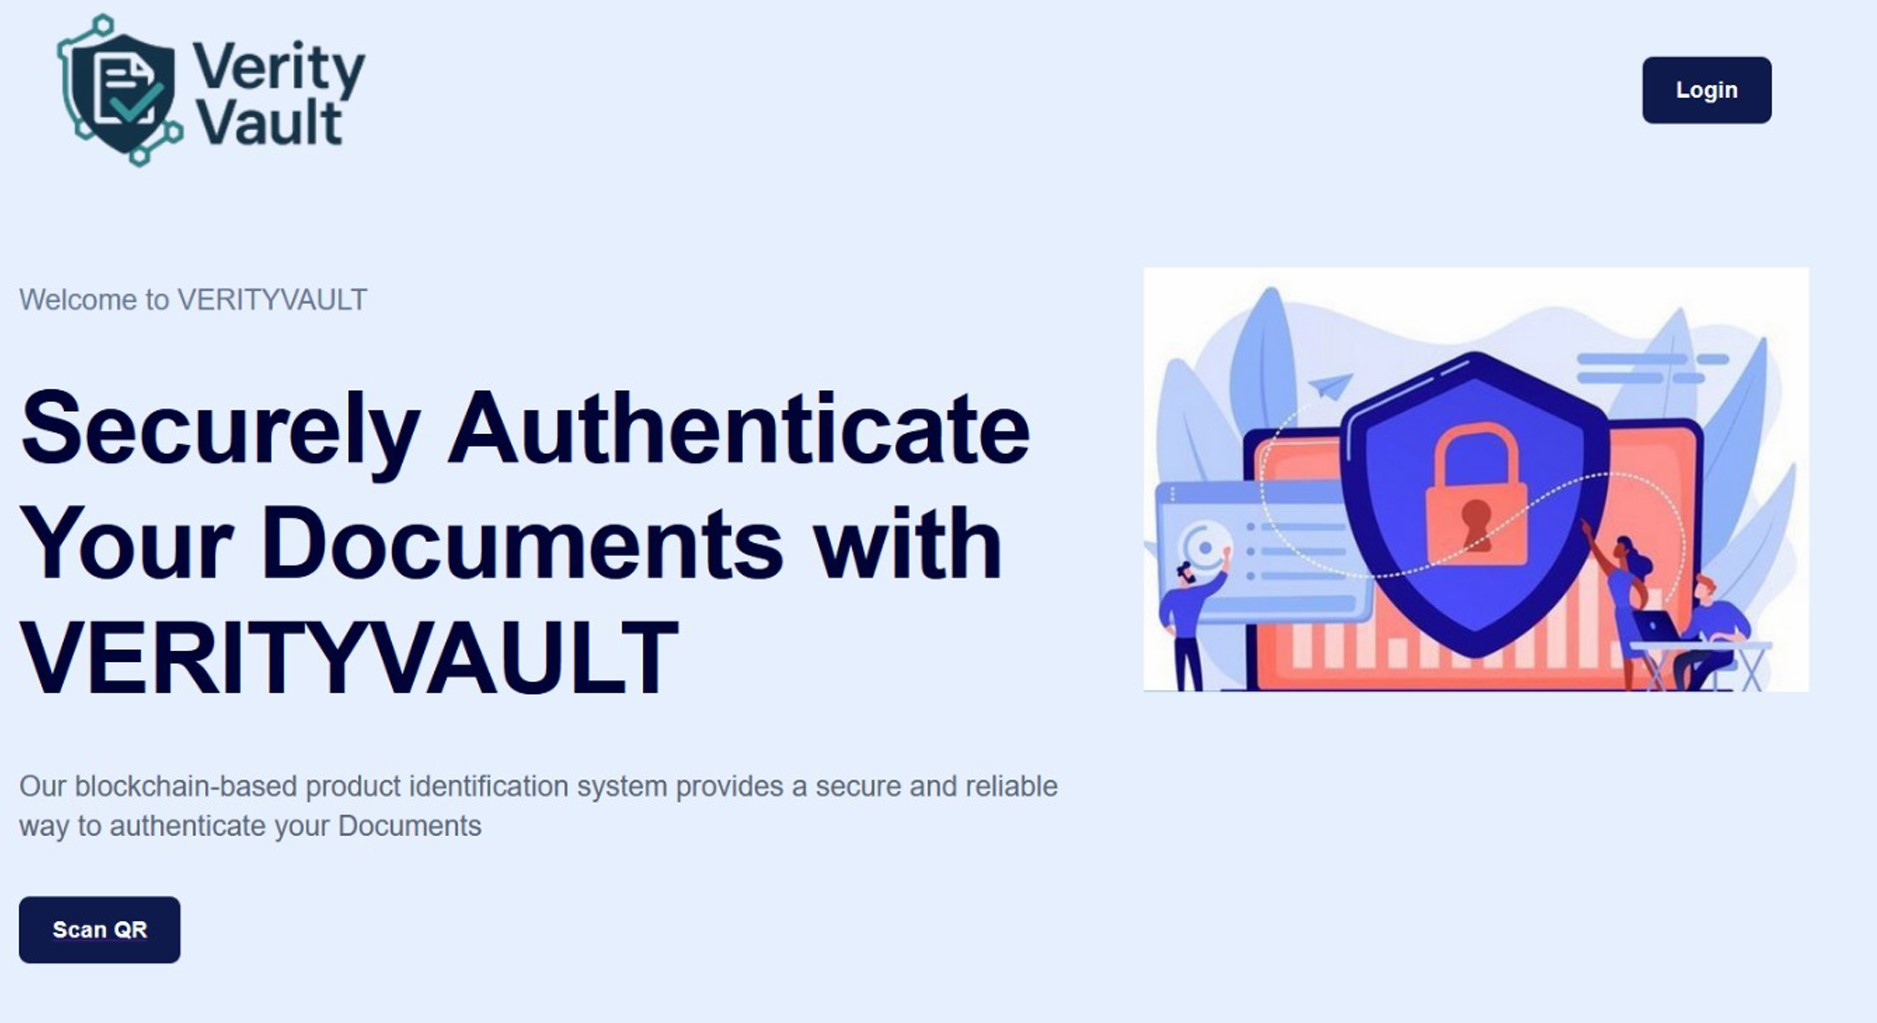 Verity
Vault
Login
Welcome to VERITYVAULT
Securely Authenticate
Your Documents with
VERITYVAULT
Our blockchain-based product identification system provides a secure and reliable
way to authenticate your Documents
Scan QR